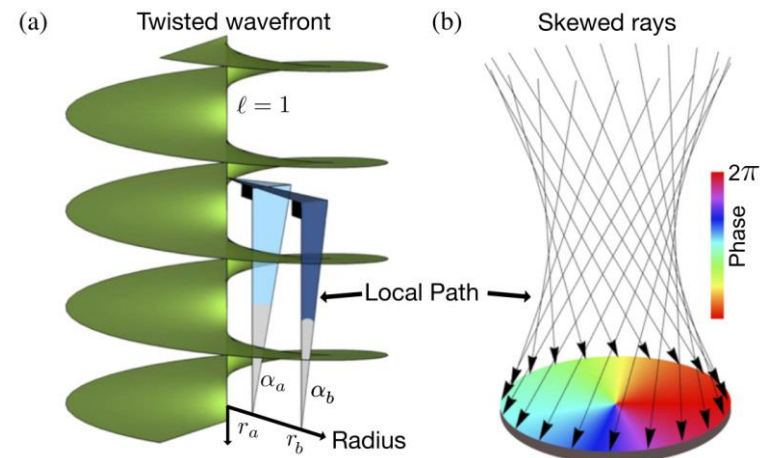 (a) Twisted wavefront
(b) Skewed rays
ℓ = 1
2π
Phase
Local Path
α_a α_b
r_a r_b Radius